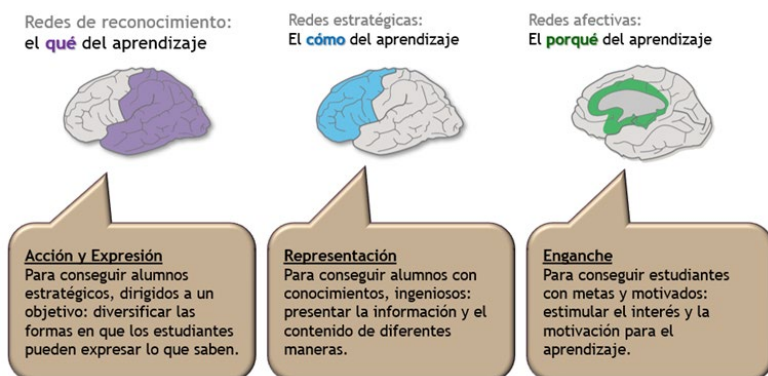 Redes de reconocimiento:
el qué del aprendizaje
Redes estratégicas:
El cómo del aprendizaje
Redes afectivas:
El porqué del aprendizaje
Acción y Expresión
Para conseguir alumnos
estratégicos, dirigidos a un
objetivo: diversificar las
formas en que los estudiantes
pueden expresar lo que saben.
Representación
Para conseguir alumnos con
conocimientos, ingeniosos:
presentar la información y el
contenido de diferentes
maneras.
Enganche
Para conseguir estudiantes
con metas y motivados:
estimular el interés y la
motivación para el
aprendizaje.